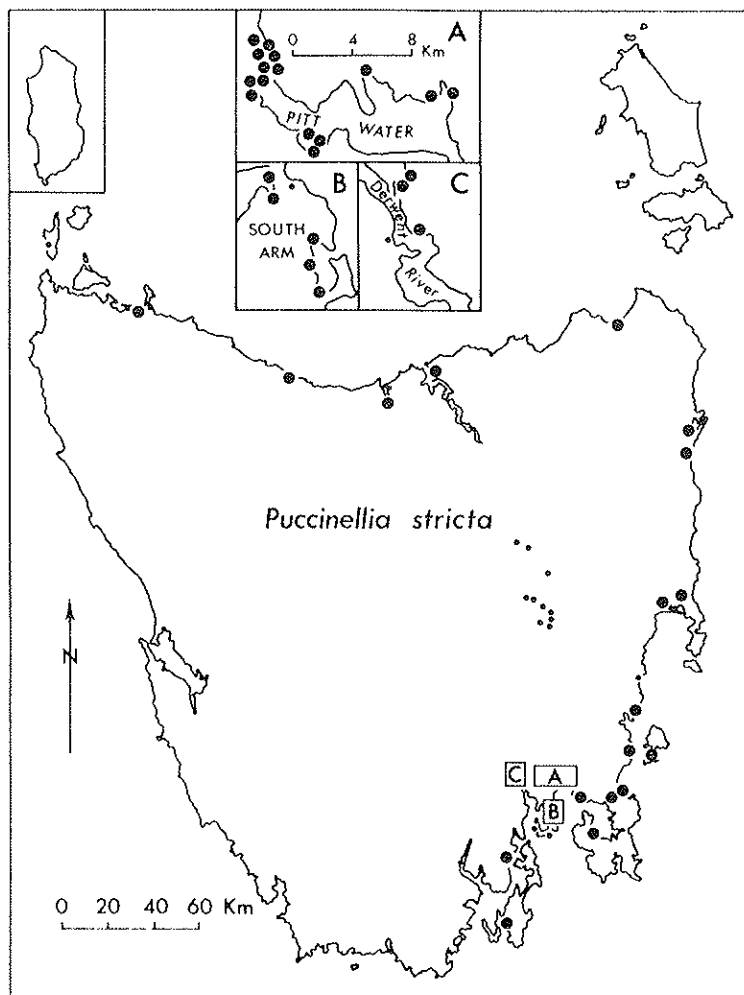 A
0 4 8
Km
PITT
WATER
B
SOUTH
ARM
C
Derwent
River
Puccinellia stricta
N
C
A
B
0 20 40 60 Km